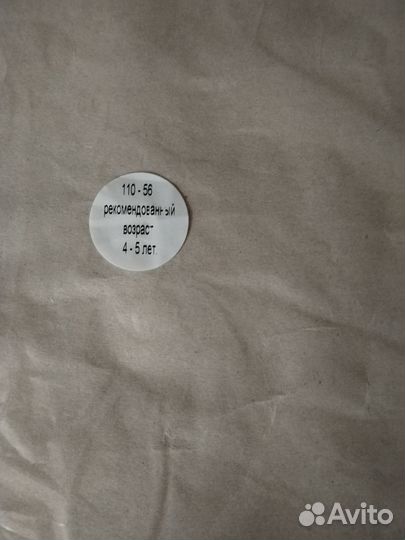 110 - 56
рекомендованный
возраст
4 - 5 лет.
Avito